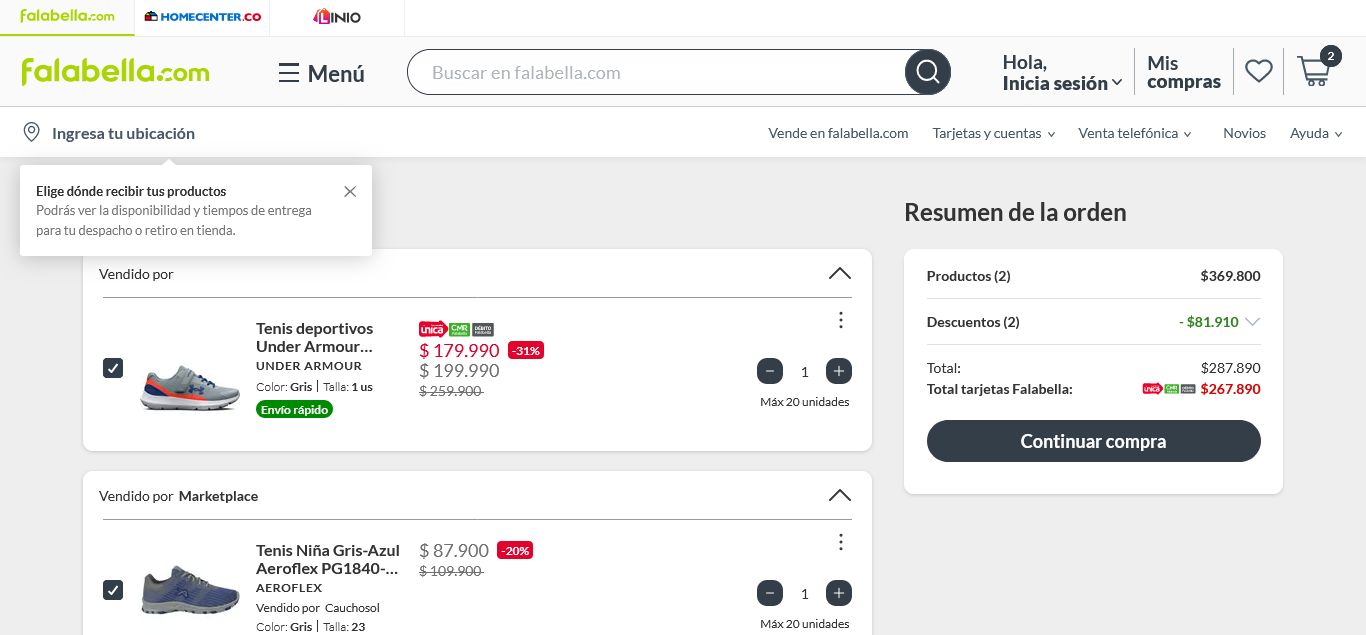 falabella.com
HOMECENTER.CO
LINIO
falabella.com
Menú
Buscar en falabella.com
Hola,
Inicia sesión
Mis
compras
2
Ingresa tu ubicación
Vende en falabella.com
Tarjetas y cuentas
Venta telefónica
Novios
Ayuda
Elige dónde recibir tus productos
Podrás ver la disponibilidad y tiempos de entrega
para tu despacho o retiro en tienda.
Vendido por
Tenis deportivos
Under Armour...
UNDER ARMOUR
Color: Gris | Talla: 1 us
Envío rápido
unica CMR DÉBITO
$ 179.990 -31%
$ 199.990
$ 259.900
1
Máx 20 unidades
Vendido por Marketplace
Tenis Niña Gris-Azul
Aeroflex PG1840-...
AEROFLEX
Vendido por Cauchosol
Color: Gris | Talla: 23
$ 87.900 -20%
$ 109.900
1
Máx 20 unidades
Resumen de la orden
Productos (2) $369.800
Descuentos (2) - $81.910
Total: $287.890
Total tarjetas Falabella: $267.890
Continuar compra